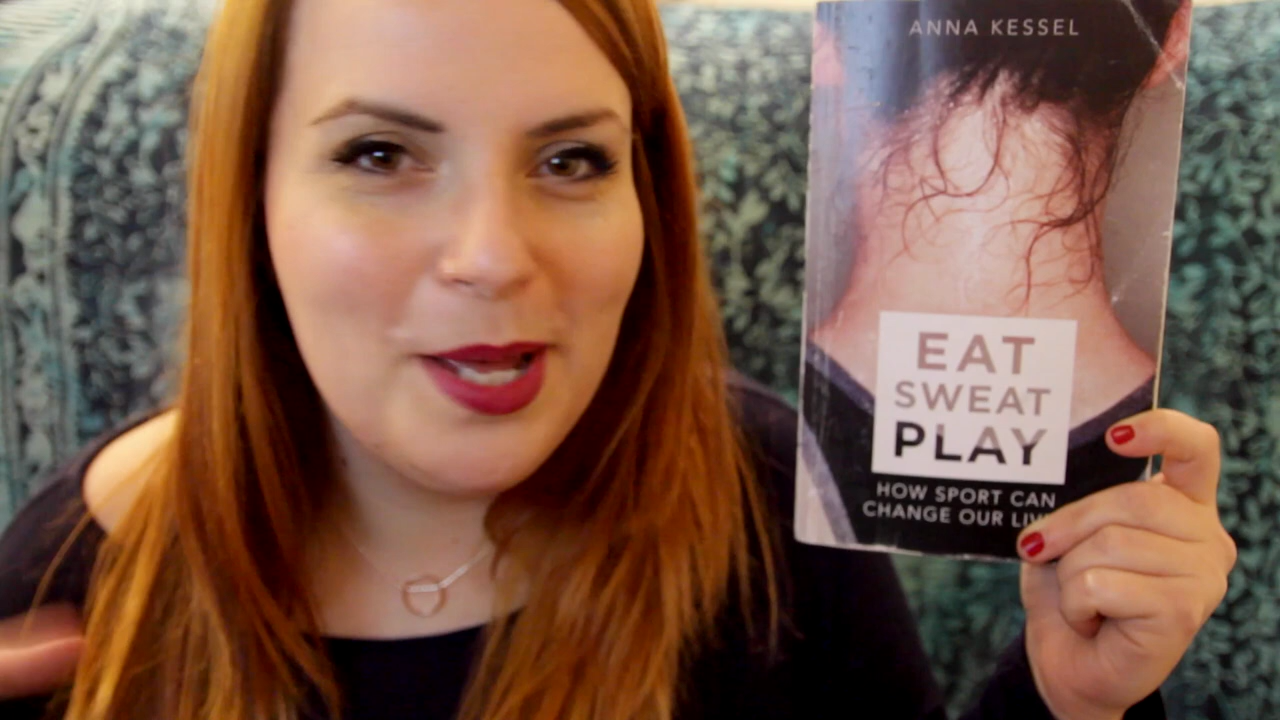 ANNA KESSEL
EAT
SWEAT
PLAY
HOW SPORT CAN
CHANGE OUR